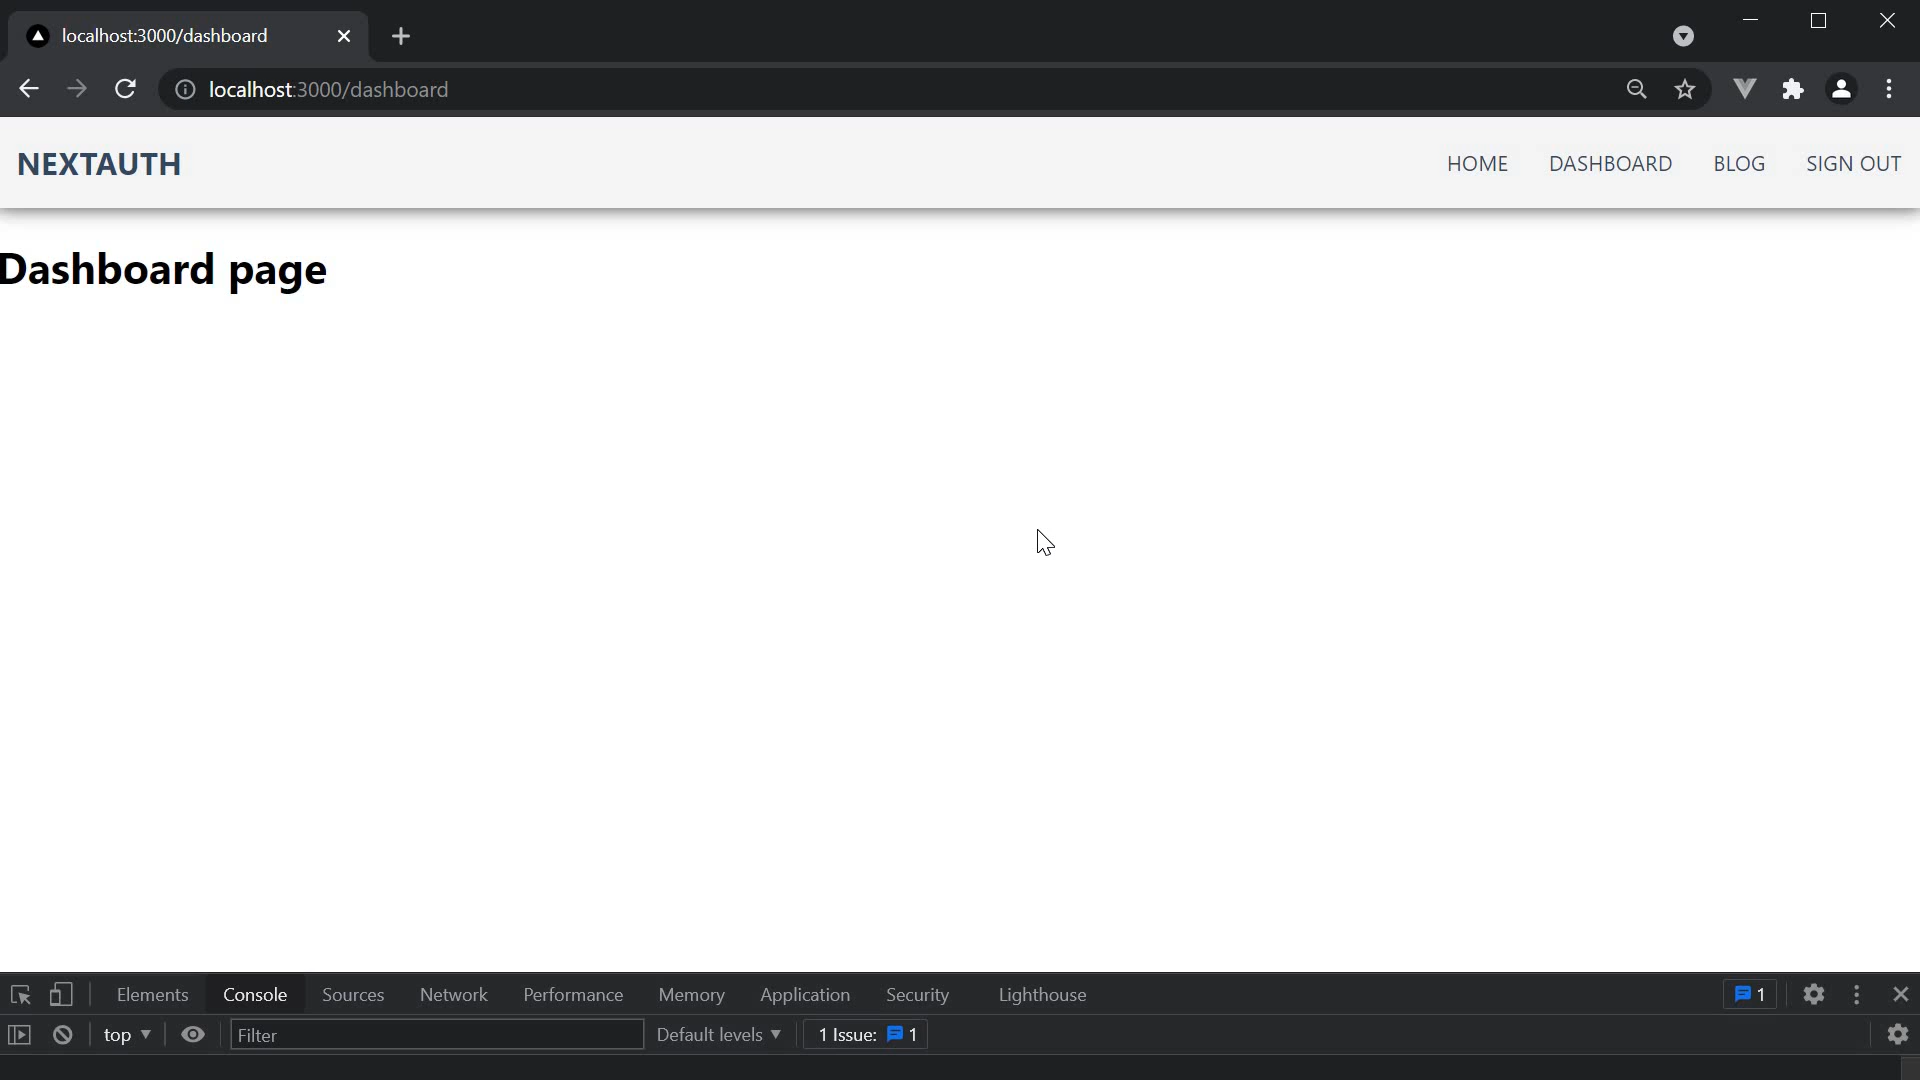 localhost:3000/dashboard
localhost:3000/dashboard
NEXTAUTH
HOME DASHBOARD BLOG SIGN OUT
Dashboard page
Elements Console Sources Network Performance Memory Application Security Lighthouse 1
top Filter Default levels 1 Issue: 1